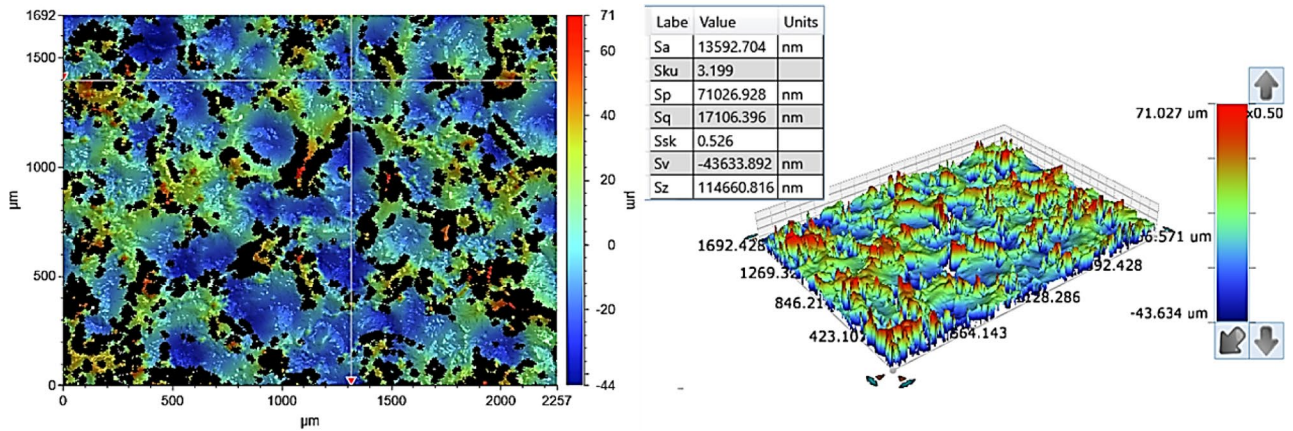 1692
1500
1000
500
0
µm
0
500
1000
1500
2000
2257
µm
71
60
40
20
0
-20
-44
µm
Labe Value Units
Sa 13592.704 nm
Sku 3.199
Sp 71026.928 nm
Sq 17106.396 nm
Ssk 0.526
Sv -43633.892 nm
Sz 114660.816 nm
71.027 um
x0.50
6.571 um
-43.634 um
1692.428
1269.32
846.21
423.107
564.143
1128.286
92.428